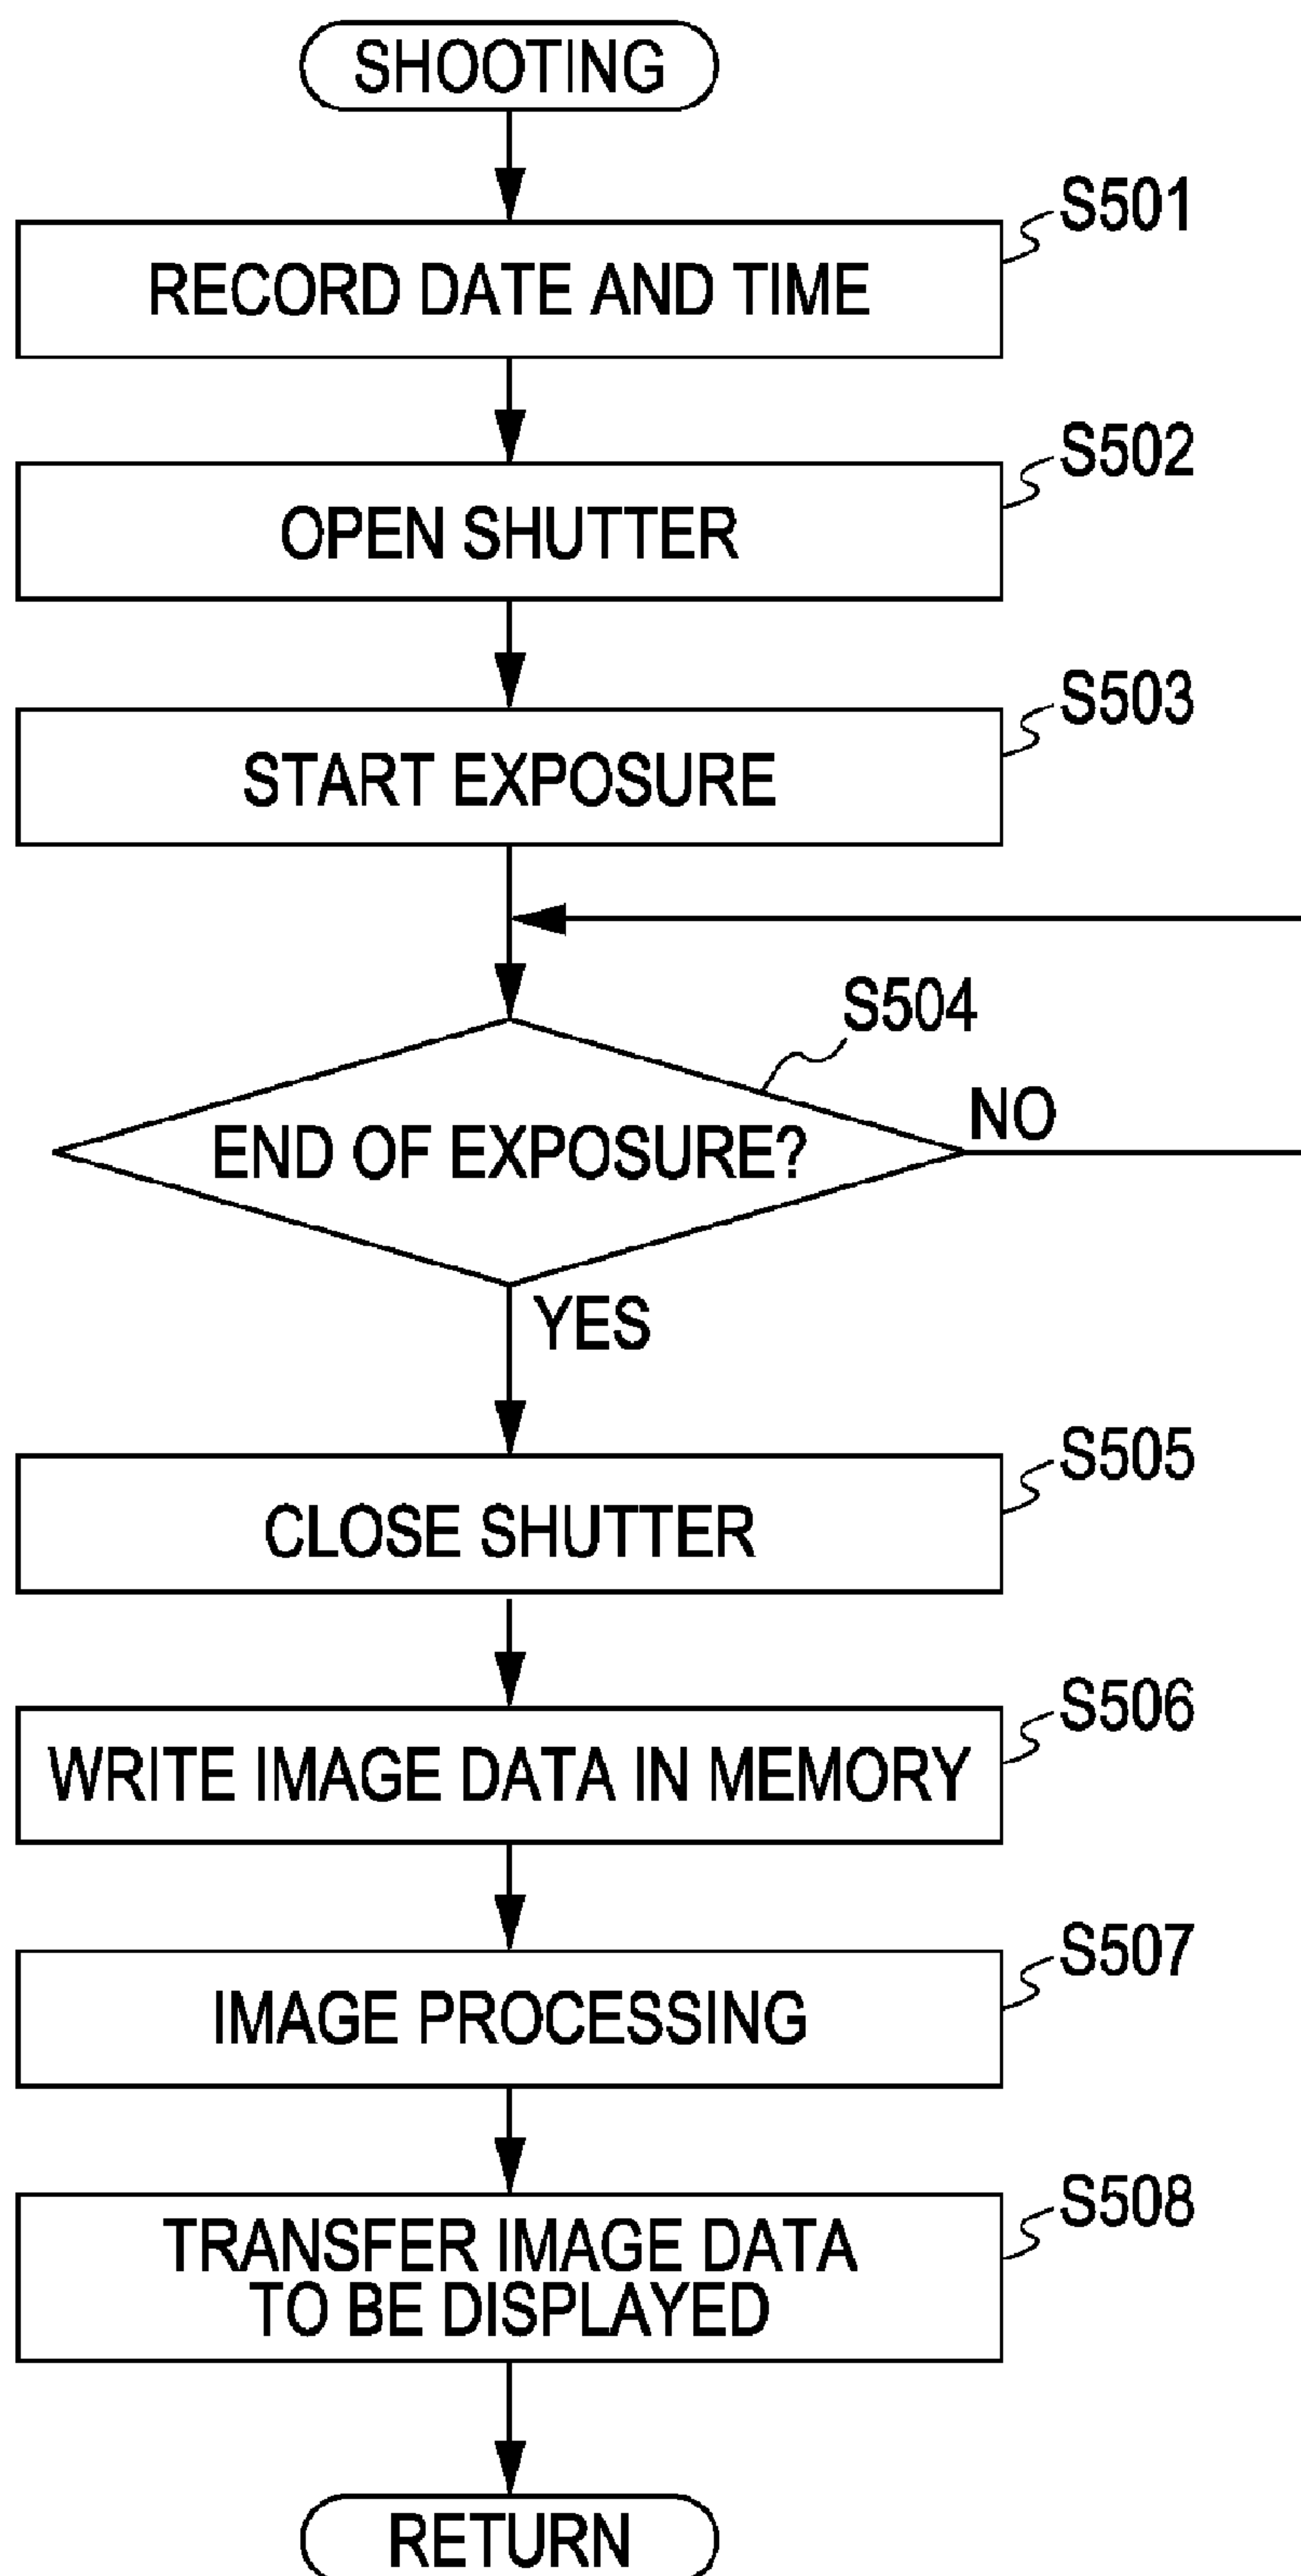 SHOOTING
S501
RECORD DATE AND TIME
S502
OPEN SHUTTER
S503
START EXPOSURE
S504
END OF EXPOSURE?
NO
YES
S505
CLOSE SHUTTER
S506
WRITE IMAGE DATA IN MEMORY
S507
IMAGE PROCESSING
S508
TRANSFER IMAGE DATA
TO BE DISPLAYED
RETURN